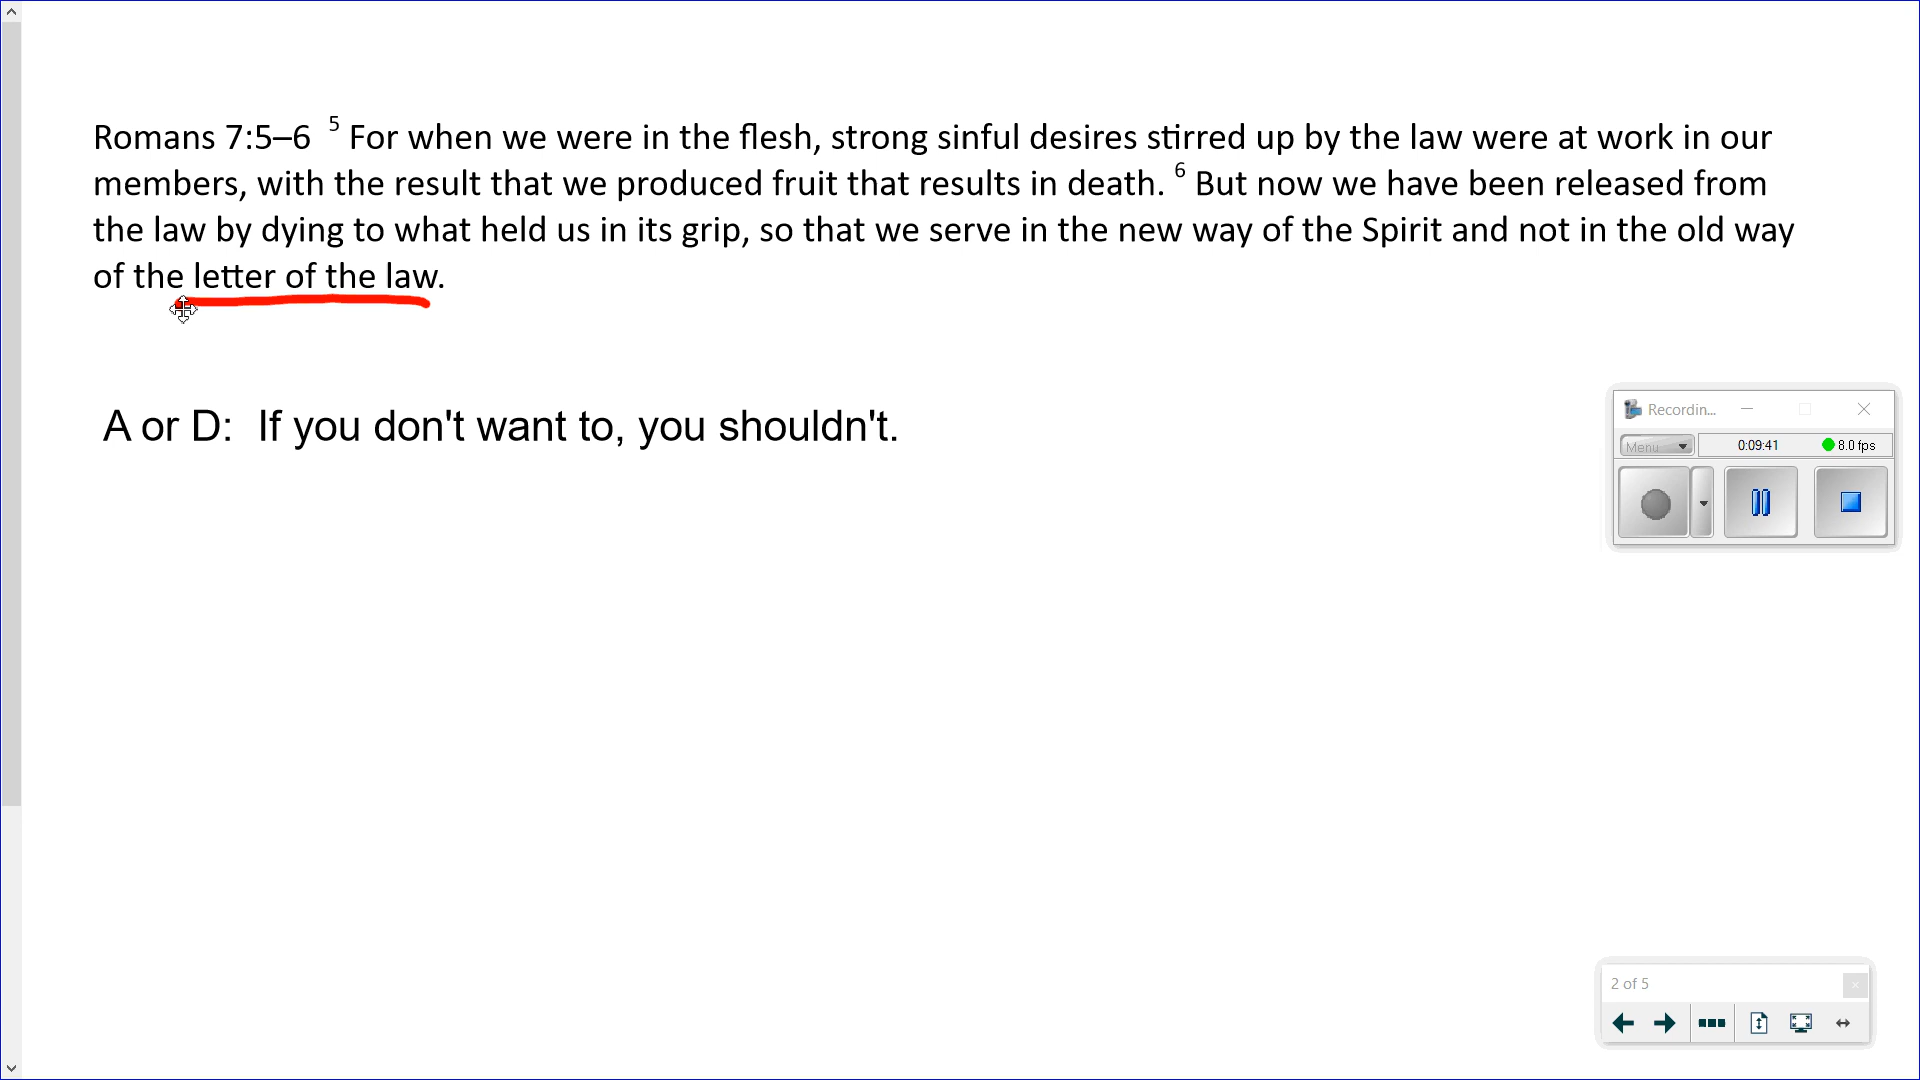 Romans 7:5–6 5 For when we were in the flesh, strong sinful desires stirred up by the law were at work in our
members, with the result that we produced fruit that results in death. 6 But now we have been released from
the law by dying to what held us in its grip, so that we serve in the new way of the Spirit and not in the old way
of the letter of the law.
A or D: If you don't want to, you shouldn't.
Recordin...
Menu 0:09:41 8.0 fps
2 of 5